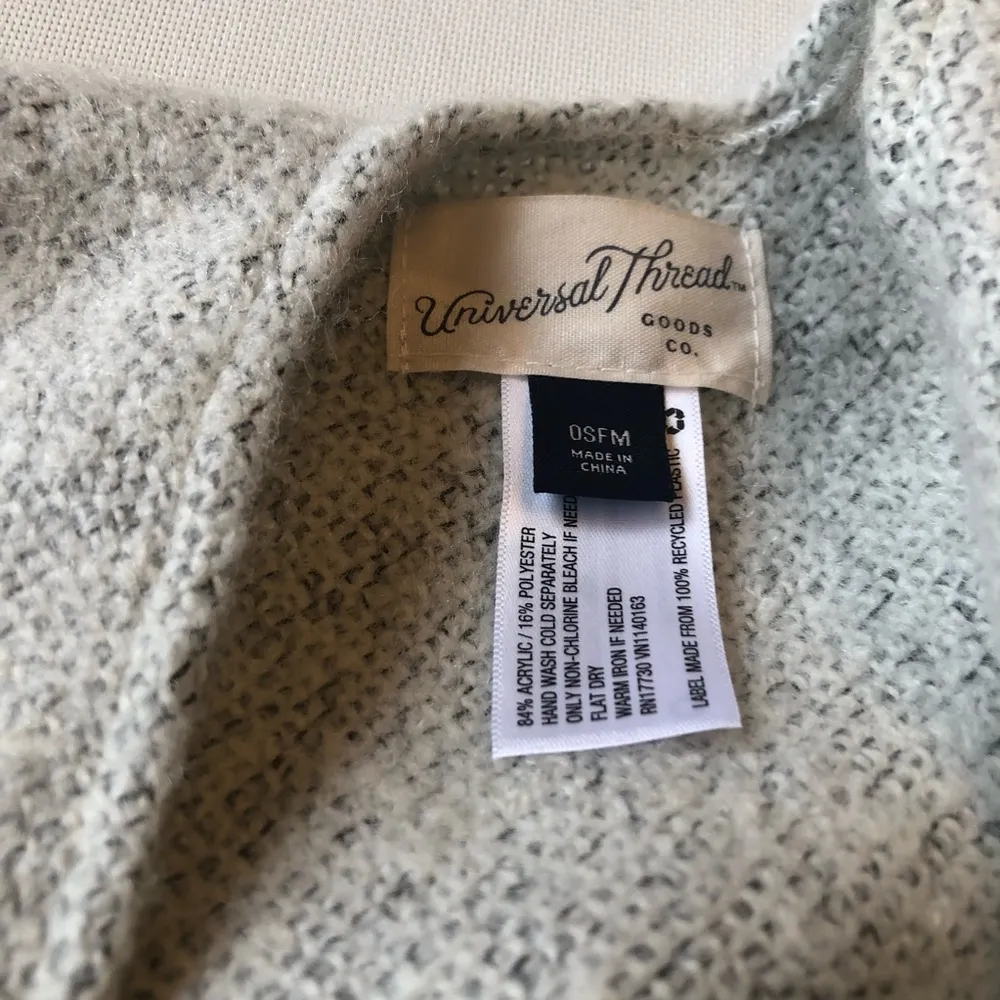 Universal Thread™
GOODS
CO.
OSFM
MADE IN
CHINA
84% ACRYLIC / 16% POLYESTER
HAND WASH COLD SEPARATELY
ONLY NON-CHLORINE BLEACH IF NEED
FLAT DRY
WARM IRON IF NEEDED
RN17730 VN1140163
LABEL MADE FROM 100% RECYCLED PLASTIC